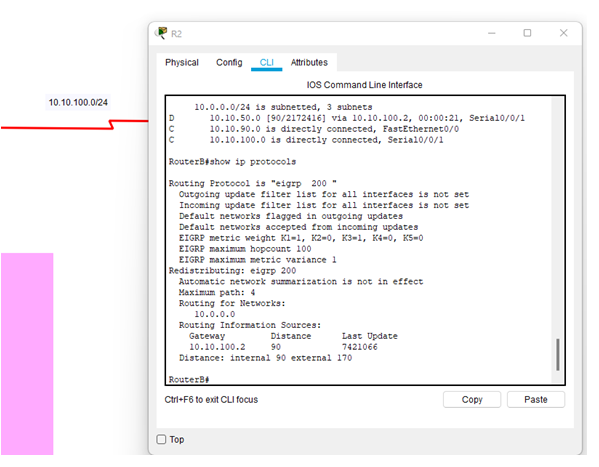 R2
Physical Config CLI Attributes
IOS Command Line Interface
10.10.100.0/24
10.0.0.0/24 is subnetted, 3 subnets
D 10.10.50.0 [90/2172416] via 10.10.100.2, 00:00:21, Serial0/0/1
C 10.10.90.0 is directly connected, FastEthernet0/0
C 10.10.100.0 is directly connected, Serial0/0/1
RouterB#show ip protocols
Routing Protocol is "eigrp 200 "
Outgoing update filter list for all interfaces is not set
Incoming update filter list for all interfaces is not set
Default networks flagged in outgoing updates
Default networks accepted from incoming updates
EIGRP metric weight K1=1, K2=0, K3=1, K4=0, K5=0
EIGRP maximum hopcount 100
EIGRP maximum metric variance 1
Redistributing: eigrp 200
Automatic network summarization is not in effect
Maximum path: 4
Routing for Networks:
10.0.0.0
Routing Information Sources:
Gateway Distance Last Update
10.10.100.2 90 7421066
Distance: internal 90 external 170
RouterB#
Ctrl+F6 to exit CLI focus
Copy Paste
Top